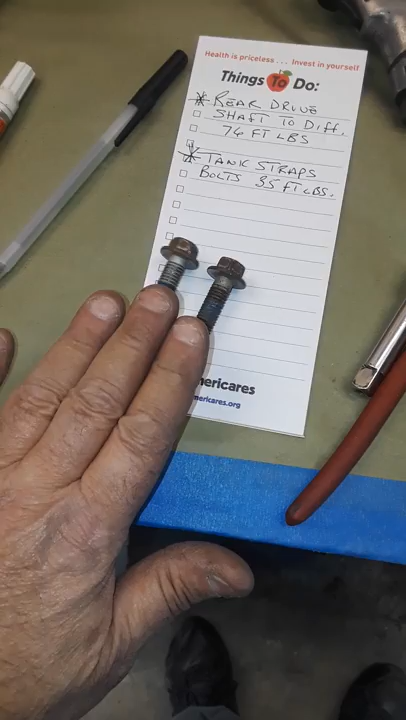 Health is priceless . . . Invest in yourself
Things To Do:
* REAR DRIVE
SHAFT TO DIFF.
76 FT LBS
* TANK STRAPS
BOLTS 35 FT LBS.
mericares
mericares.org